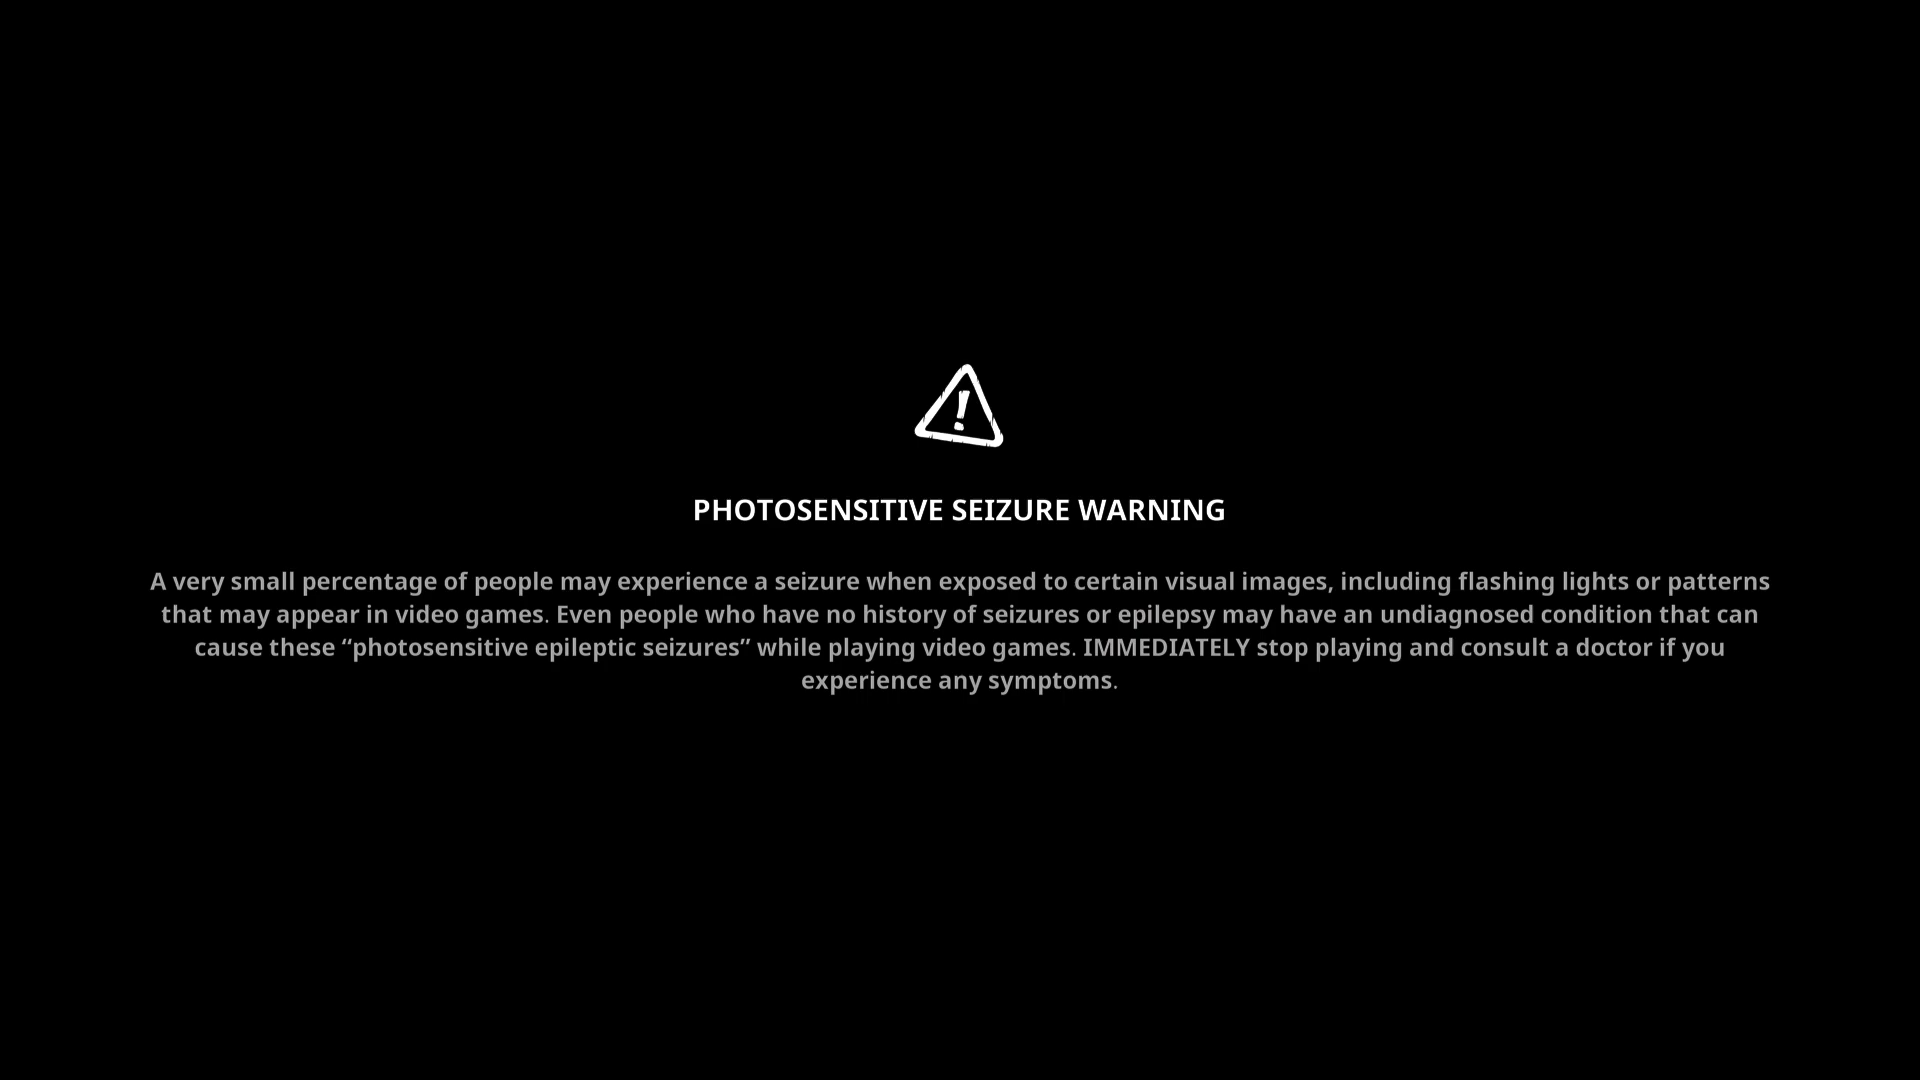 PHOTOSENSITIVE SEIZURE WARNING
A very small percentage of people may experience a seizure when exposed to certain visual images, including flashing lights or patterns
that may appear in video games. Even people who have no history of seizures or epilepsy may have an undiagnosed condition that can
cause these “photosensitive epileptic seizures” while playing video games. IMMEDIATELY stop playing and consult a doctor if you
experience any symptoms.